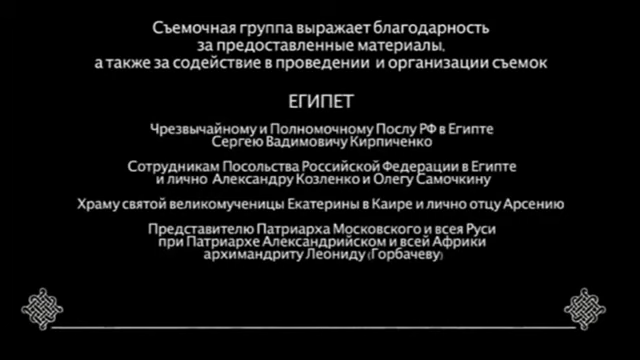 Съемочная группа выражает благодарность
за предоставленные материалы,
а также за содействие в проведении и организации съемок
ЕГИПЕТ
Чрезвычайному и Полномочному Послу РФ в Египте
Сергею Вадимовичу Кирпиченко
Сотрудникам Посольства Российской Федерации в Египте
и лично Александру Козленко и Олегу Самочкину
Храму святой великомученицы Екатерины в Каире и лично отцу Арсению
Представителю Патриарха Московского и всея Руси
при Патриархе Александрийском и всей Африки
архимандриту Леониду (Горбачеву)